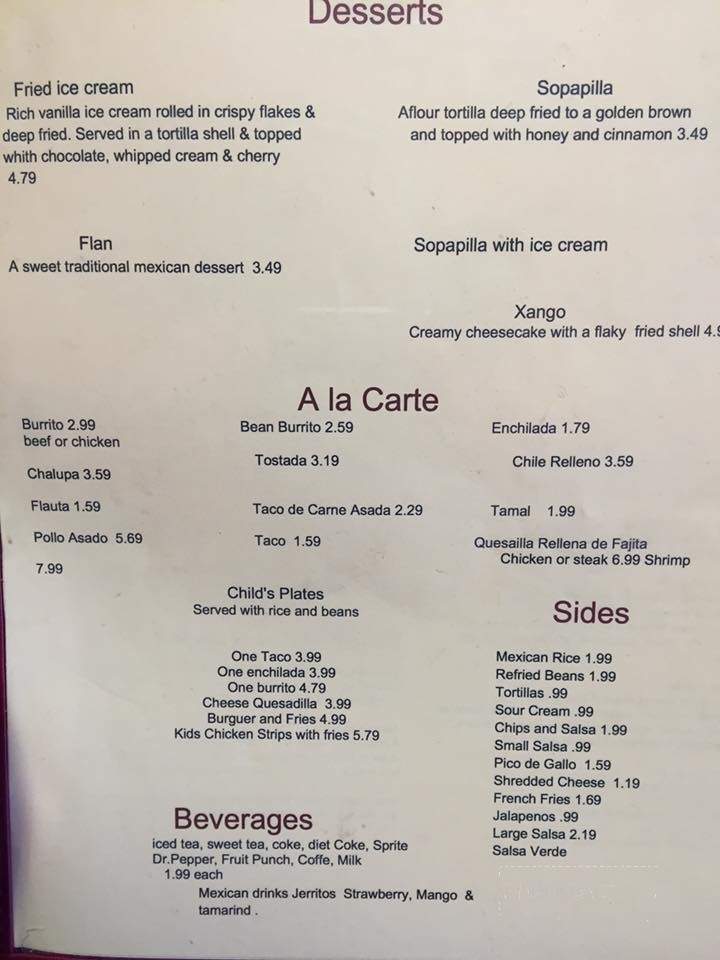 Desserts
Fried ice cream
Rich vanilla ice cream rolled in crispy flakes &
deep fried. Served in a tortilla shell & topped
whith chocolate, whipped cream & cherry
4.79
Sopapilla
Aflour tortilla deep fried to a golden brown
and topped with honey and cinnamon 3.49
Flan
A sweet traditional mexican dessert 3.49
Sopapilla with ice cream
Xango
Creamy cheesecake with a flaky fried shell
A la Carte
Burrito 2.99
beef or chicken
Chalupa 3.59
Flauta 1.59
Pollo Asado 5.69
7.99
Bean Burrito 2.59
Tostada 3.19
Taco de Carne Asada 2.29
Taco 1.59
Enchilada 1.79
Chile Relleno 3.59
Tamal 1.99
Quesailla Rellena de Fajita
Chicken or steak 6.99 Shrimp
Child's Plates
Served with rice and beans
One Taco 3.99
One enchilada 3.99
One burrito 4.79
Cheese Quesadilla 3.99
Burguer and Fries 4.99
Kids Chicken Strips with fries 5.79
Sides
Mexican Rice 1.99
Refried Beans 1.99
Tortillas .99
Sour Cream .99
Chips and Salsa 1.99
Small Salsa .99
Pico de Gallo 1.59
Shredded Cheese 1.19
French Fries 1.69
Jalapenos .99
Large Salsa 2.19
Salsa Verde
Beverages
iced tea, sweet tea, coke, diet Coke, Sprite
Dr.Pepper, Fruit Punch, Coffe, Milk
1.99 each
Mexican drinks Jerritos Strawberry, Mango &
tamarind .